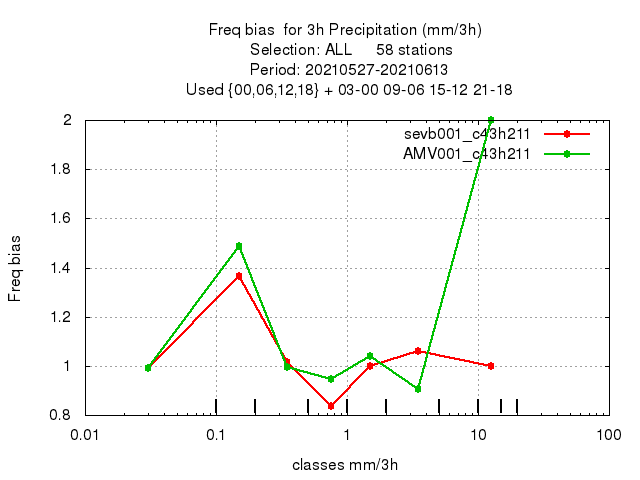 Freq bias  for 3h Precipitation (mm/3h)
Selection: ALL     58 stations
Period: 20210527-20210613
Used {00,06,12,18} + 03-00 09-06 15-12 21-18
sevb001_c43h211
AMV001_c43h211
2
1.8
1.6
1.4
1.2
1
0.8
Freq bias
0.01 0.1 1 10 100
classes mm/3h